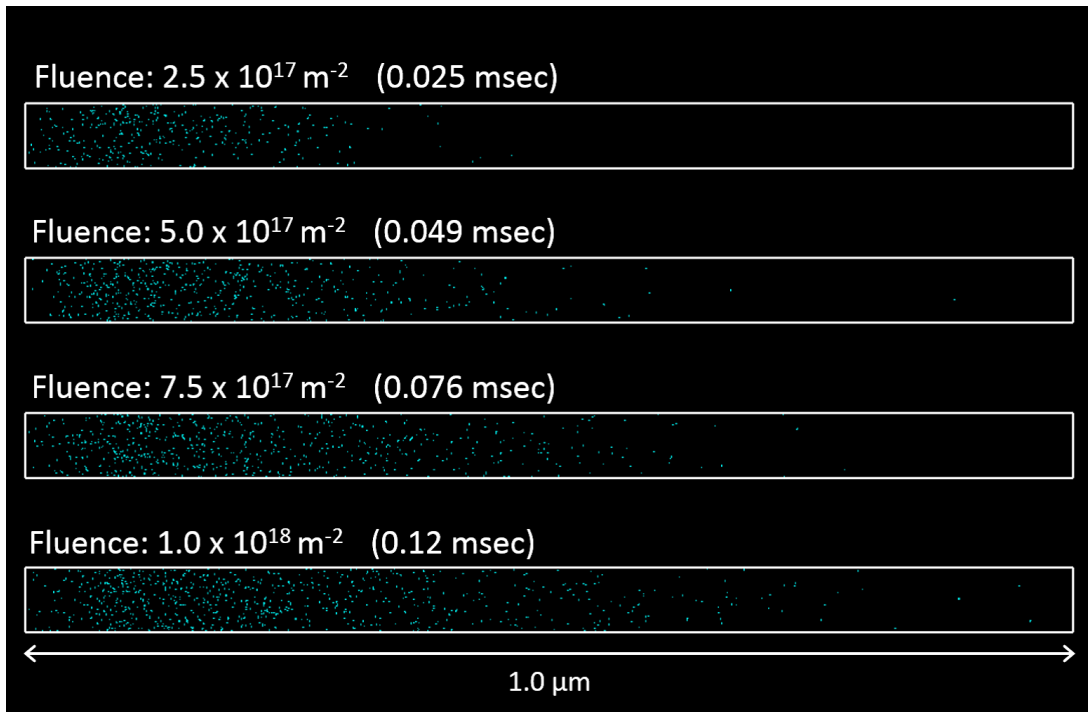 Fluence: 2.5 x 10¹⁷ m⁻² (0.025 msec)
Fluence: 5.0 x 10¹⁷ m⁻² (0.049 msec)
Fluence: 7.5 x 10¹⁷ m⁻² (0.076 msec)
Fluence: 1.0 x 10¹⁸ m⁻² (0.12 msec)
1.0 µm